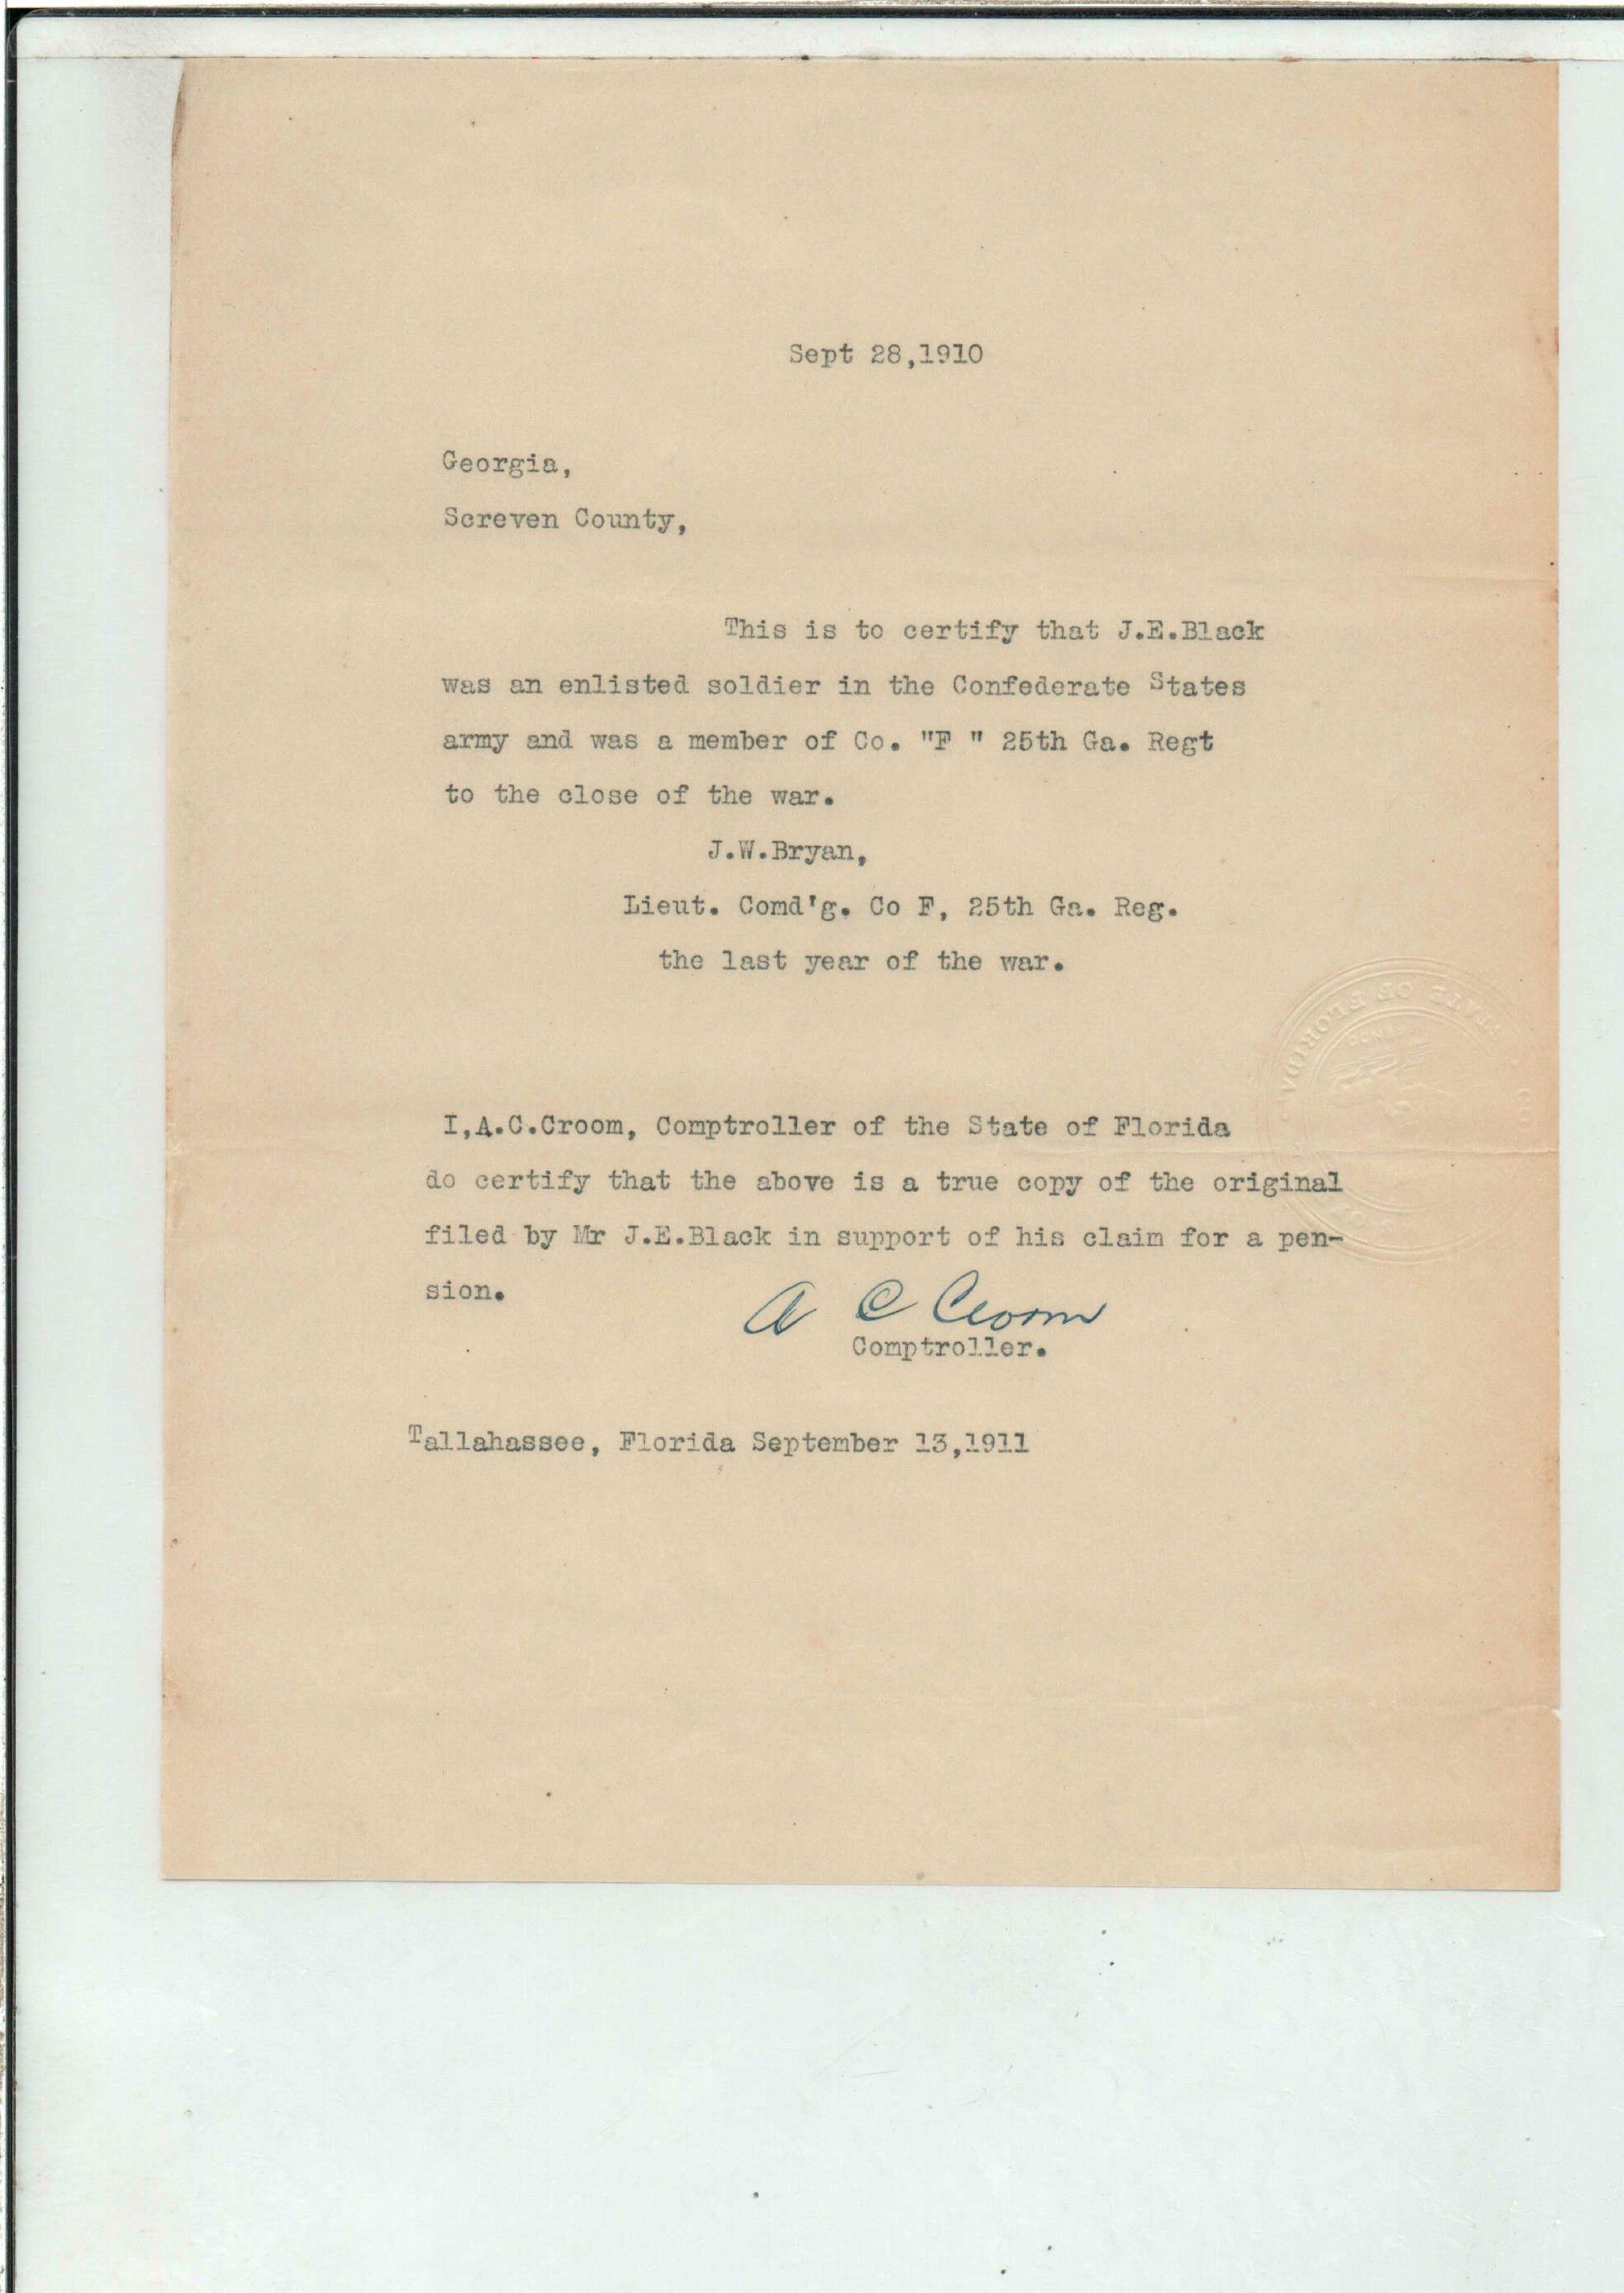 Sept 28,1910
Georgia,
Screven County,
This is to certify that J.E.Black
was an enlisted soldier in the Confederate States
army and was a member of Co. "F " 25th Ga. Regt
to the close of the war.
J.W.Bryan,
Lieut. Comd'g. Co F, 25th Ga. Reg.
the last year of the war.
STATE OF FLORIDA
I,A.C.Croom, Comptroller of the State of Florida
do certify that the above is a true copy of the original
filed by Mr J.E.Black in support of his claim for a pen-
sion.
A C Croom
Comptroller.
Tallahassee, Florida September 13,1911